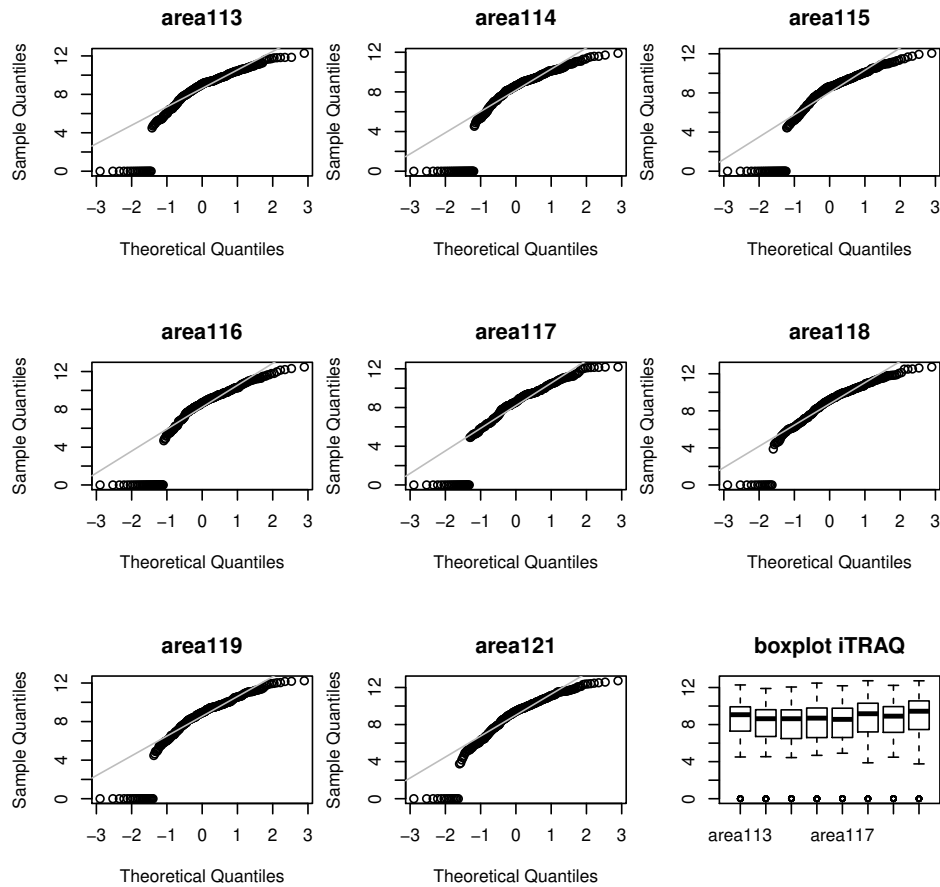 area113
Sample Quantiles
0 4 8 12
−3 −2 −1 0 1 2 3
Theoretical Quantiles
area114
Sample Quantiles
0 4 8 12
−3 −2 −1 0 1 2 3
Theoretical Quantiles
area115
Sample Quantiles
0 4 8 12
−3 −2 −1 0 1 2 3
Theoretical Quantiles
area116
Sample Quantiles
0 4 8 12
−3 −2 −1 0 1 2 3
Theoretical Quantiles
area117
Sample Quantiles
0 4 8 12
−3 −2 −1 0 1 2 3
Theoretical Quantiles
area118
Sample Quantiles
0 4 8 12
−3 −2 −1 0 1 2 3
Theoretical Quantiles
area119
Sample Quantiles
0 4 8 12
−3 −2 −1 0 1 2 3
Theoretical Quantiles
area121
Sample Quantiles
0 4 8 12
−3 −2 −1 0 1 2 3
Theoretical Quantiles
boxplot iTRAQ
0 4 8 12
area113 area117